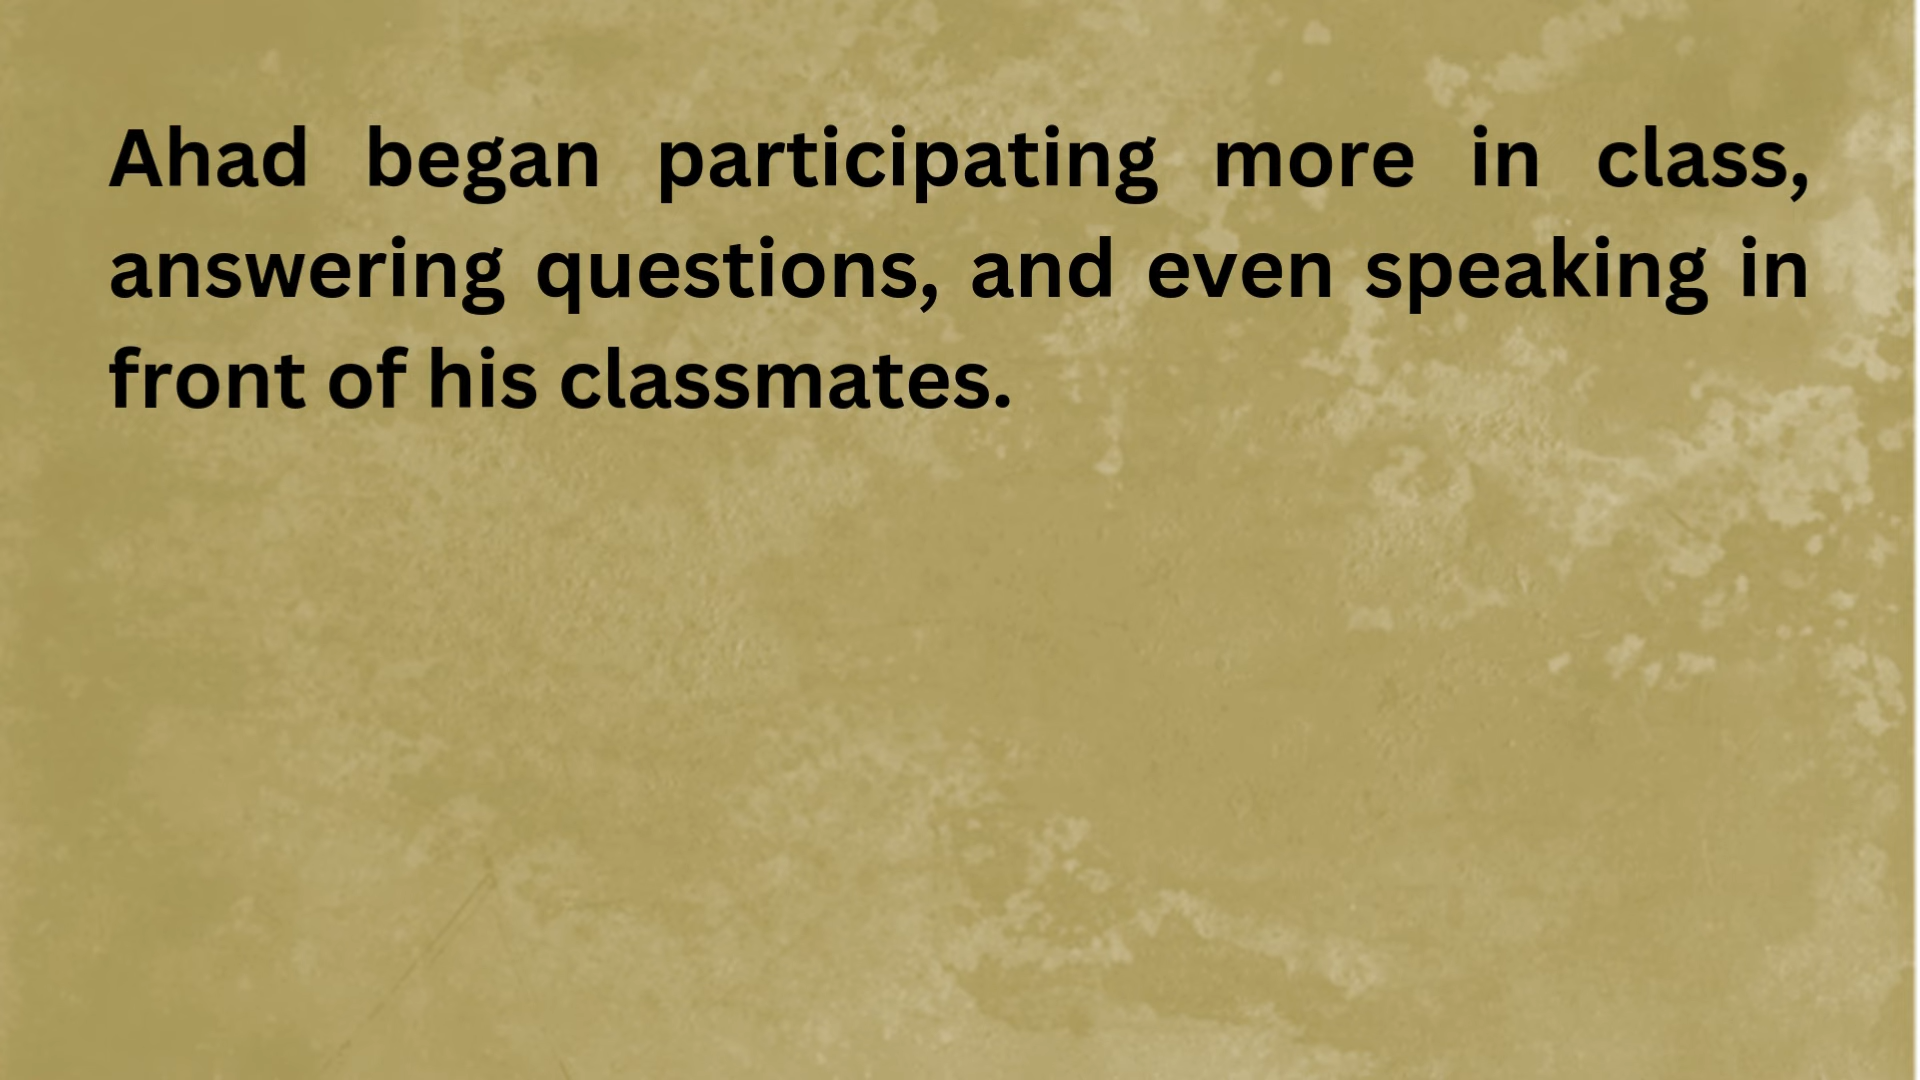 Ahad began participating more in class,
answering questions, and even speaking in
front of his classmates.